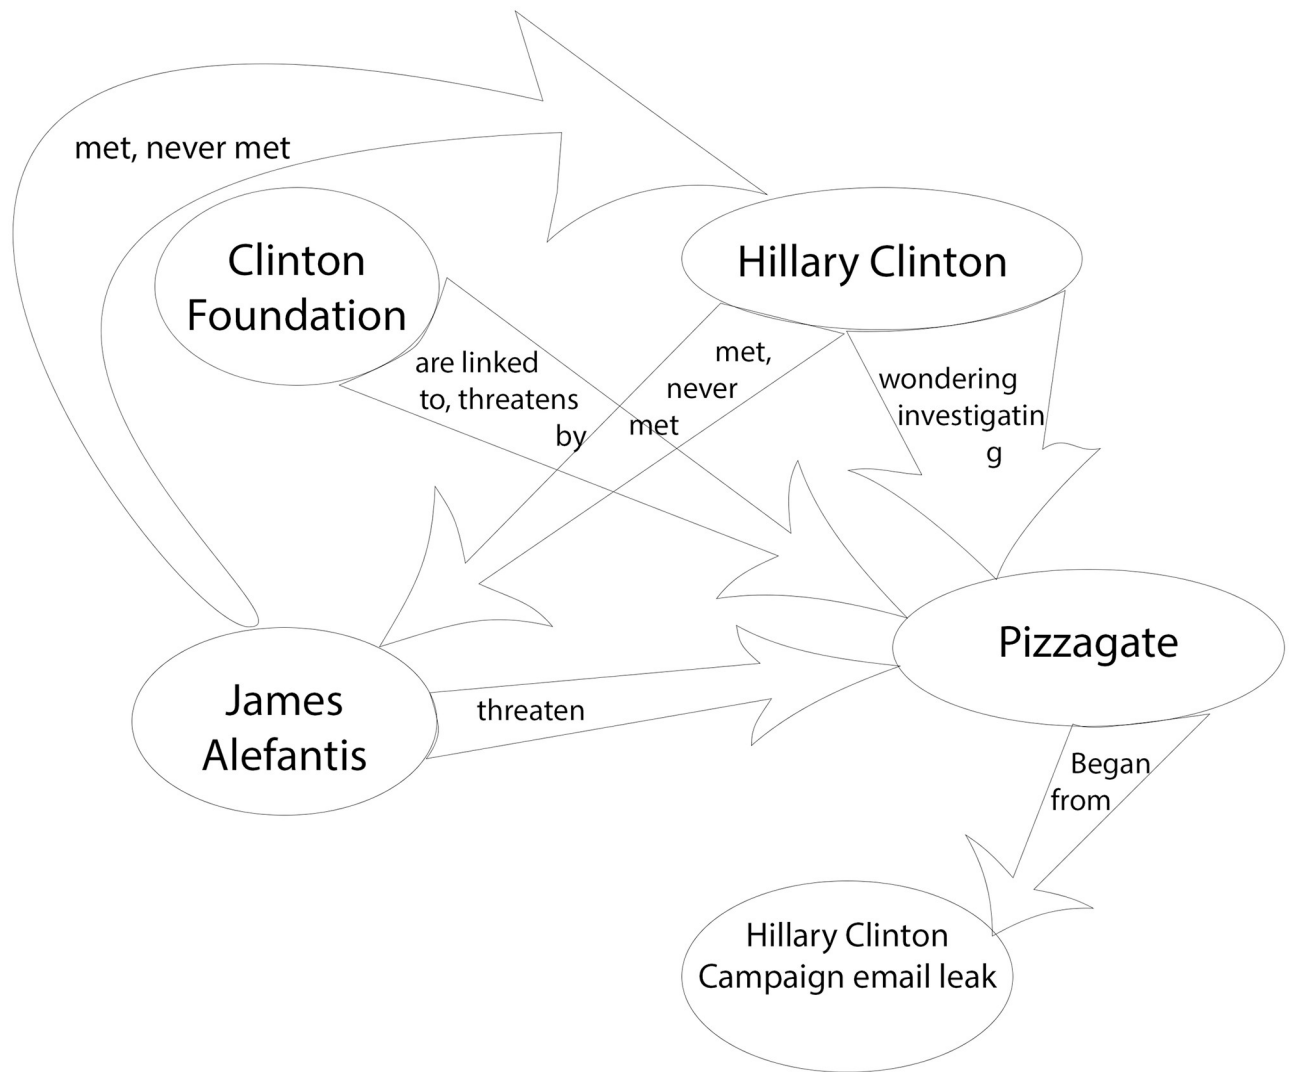 met, never met
Clinton
Foundation
Hillary Clinton
are linked
to, threatens
by
met,
never
met
wondering
investigatin
g
James
Alefantis
threaten
Pizzagate
Began
from
Hillary Clinton
Campaign email leak